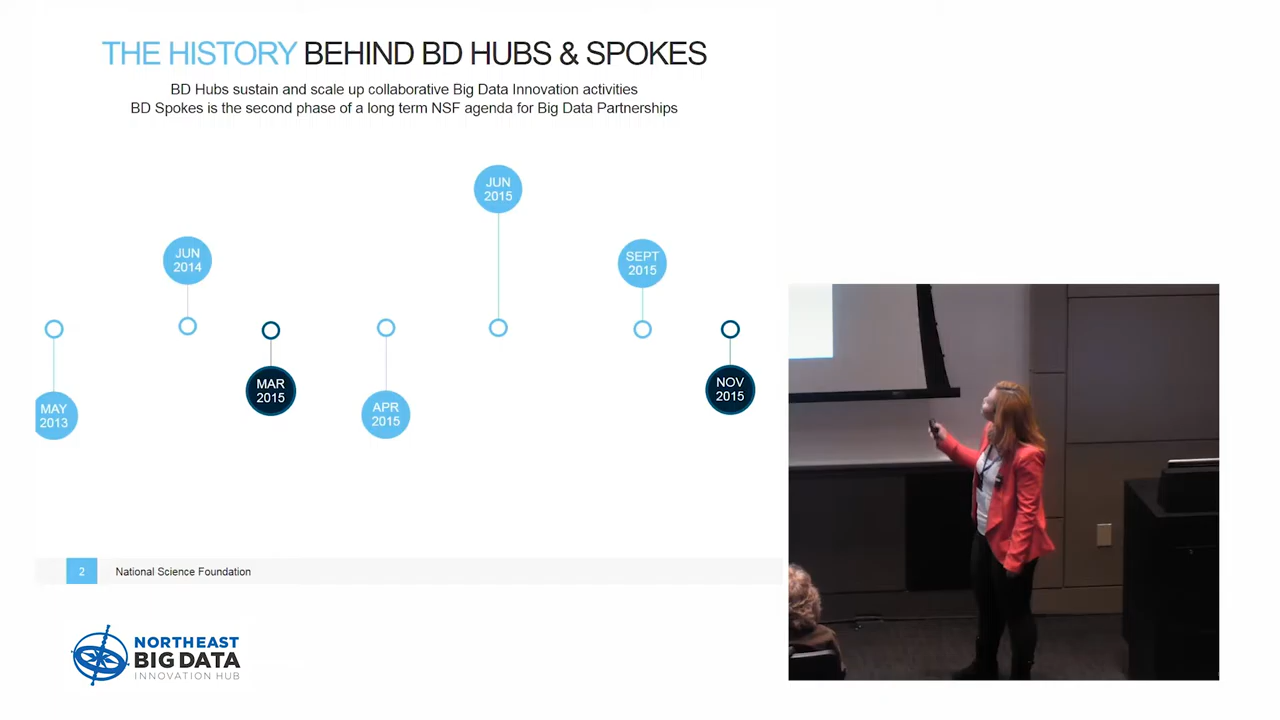 THE HISTORY BEHIND BD HUBS & SPOKES
BD Hubs sustain and scale up collaborative Big Data Innovation activities
BD Spokes is the second phase of a long term NSF agenda for Big Data Partnerships
JUN
2015
JUN
2014
SEPT
2015
MAR
2015
NOV
2015
MAY
2013
APR
2015
2
National Science Foundation
NORTHEAST
BIG DATA
INNOVATION HUB